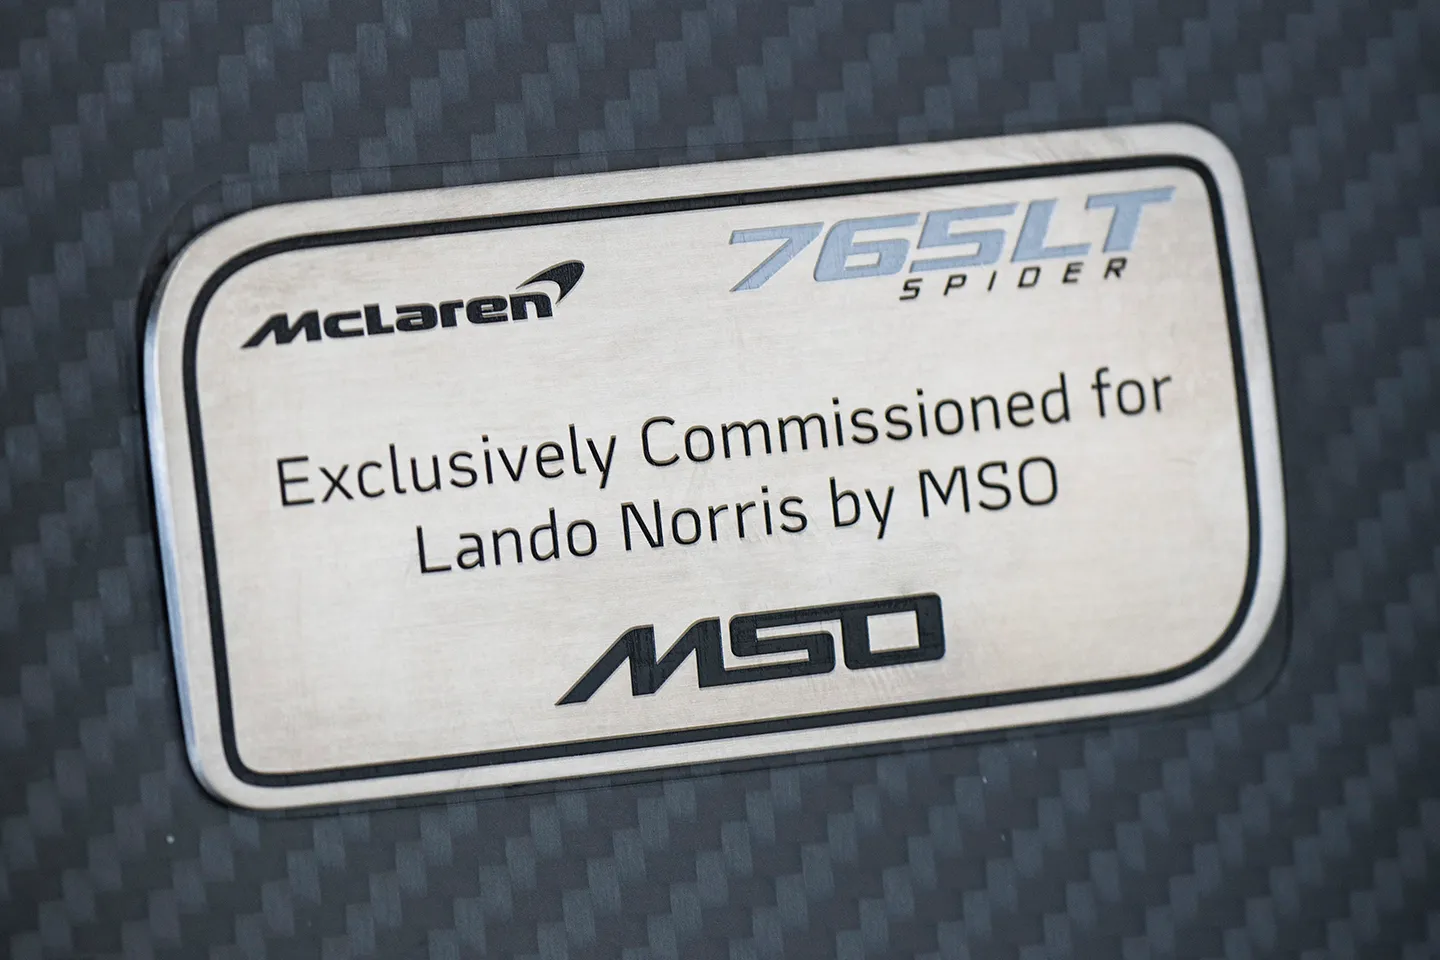 McLaren
765LT
SPIDER
Exclusively Commissioned for
Lando Norris by MSO
MSO